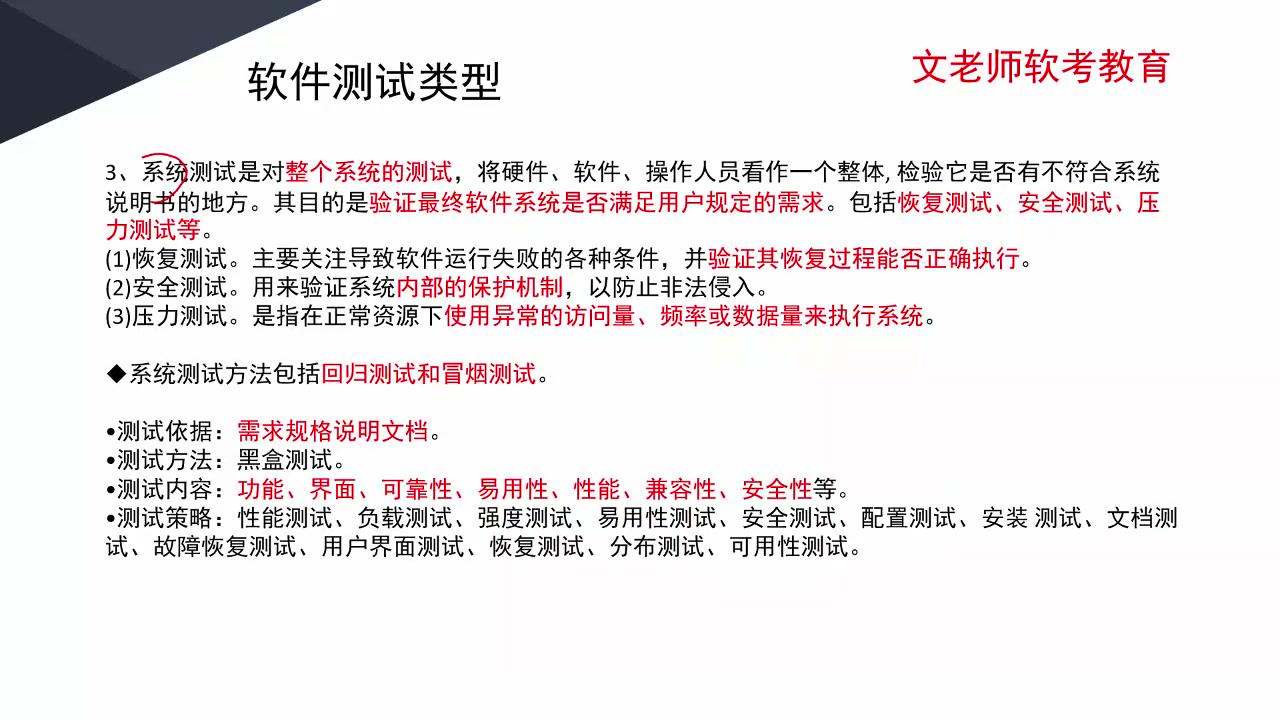 软件测试类型
文老师软考教育
3、系统测试是对整个系统的测试，将硬件、软件、操作人员看作一个整体, 检验它是否有不符合系统
说明书的地方。其目的是验证最终软件系统是否满足用户规定的需求。包括恢复测试、安全测试、压
力测试等。
(1)恢复测试。主要关注导致软件运行失败的各种条件，并验证其恢复过程能否正确执行。
(2)安全测试。用来验证系统内部的保护机制，以防止非法侵入。
(3)压力测试。是指在正常资源下使用异常的访问量、频率或数据量来执行系统。
◆系统测试方法包括回归测试和冒烟测试。
•测试依据：需求规格说明文档。
•测试方法：黑盒测试。
•测试内容：功能、界面、可靠性、易用性、性能、兼容性、安全性等。
•测试策略：性能测试、负载测试、强度测试、易用性测试、安全测试、配置测试、安装 测试、文档测
试、故障恢复测试、用户界面测试、恢复测试、分布测试、可用性测试。